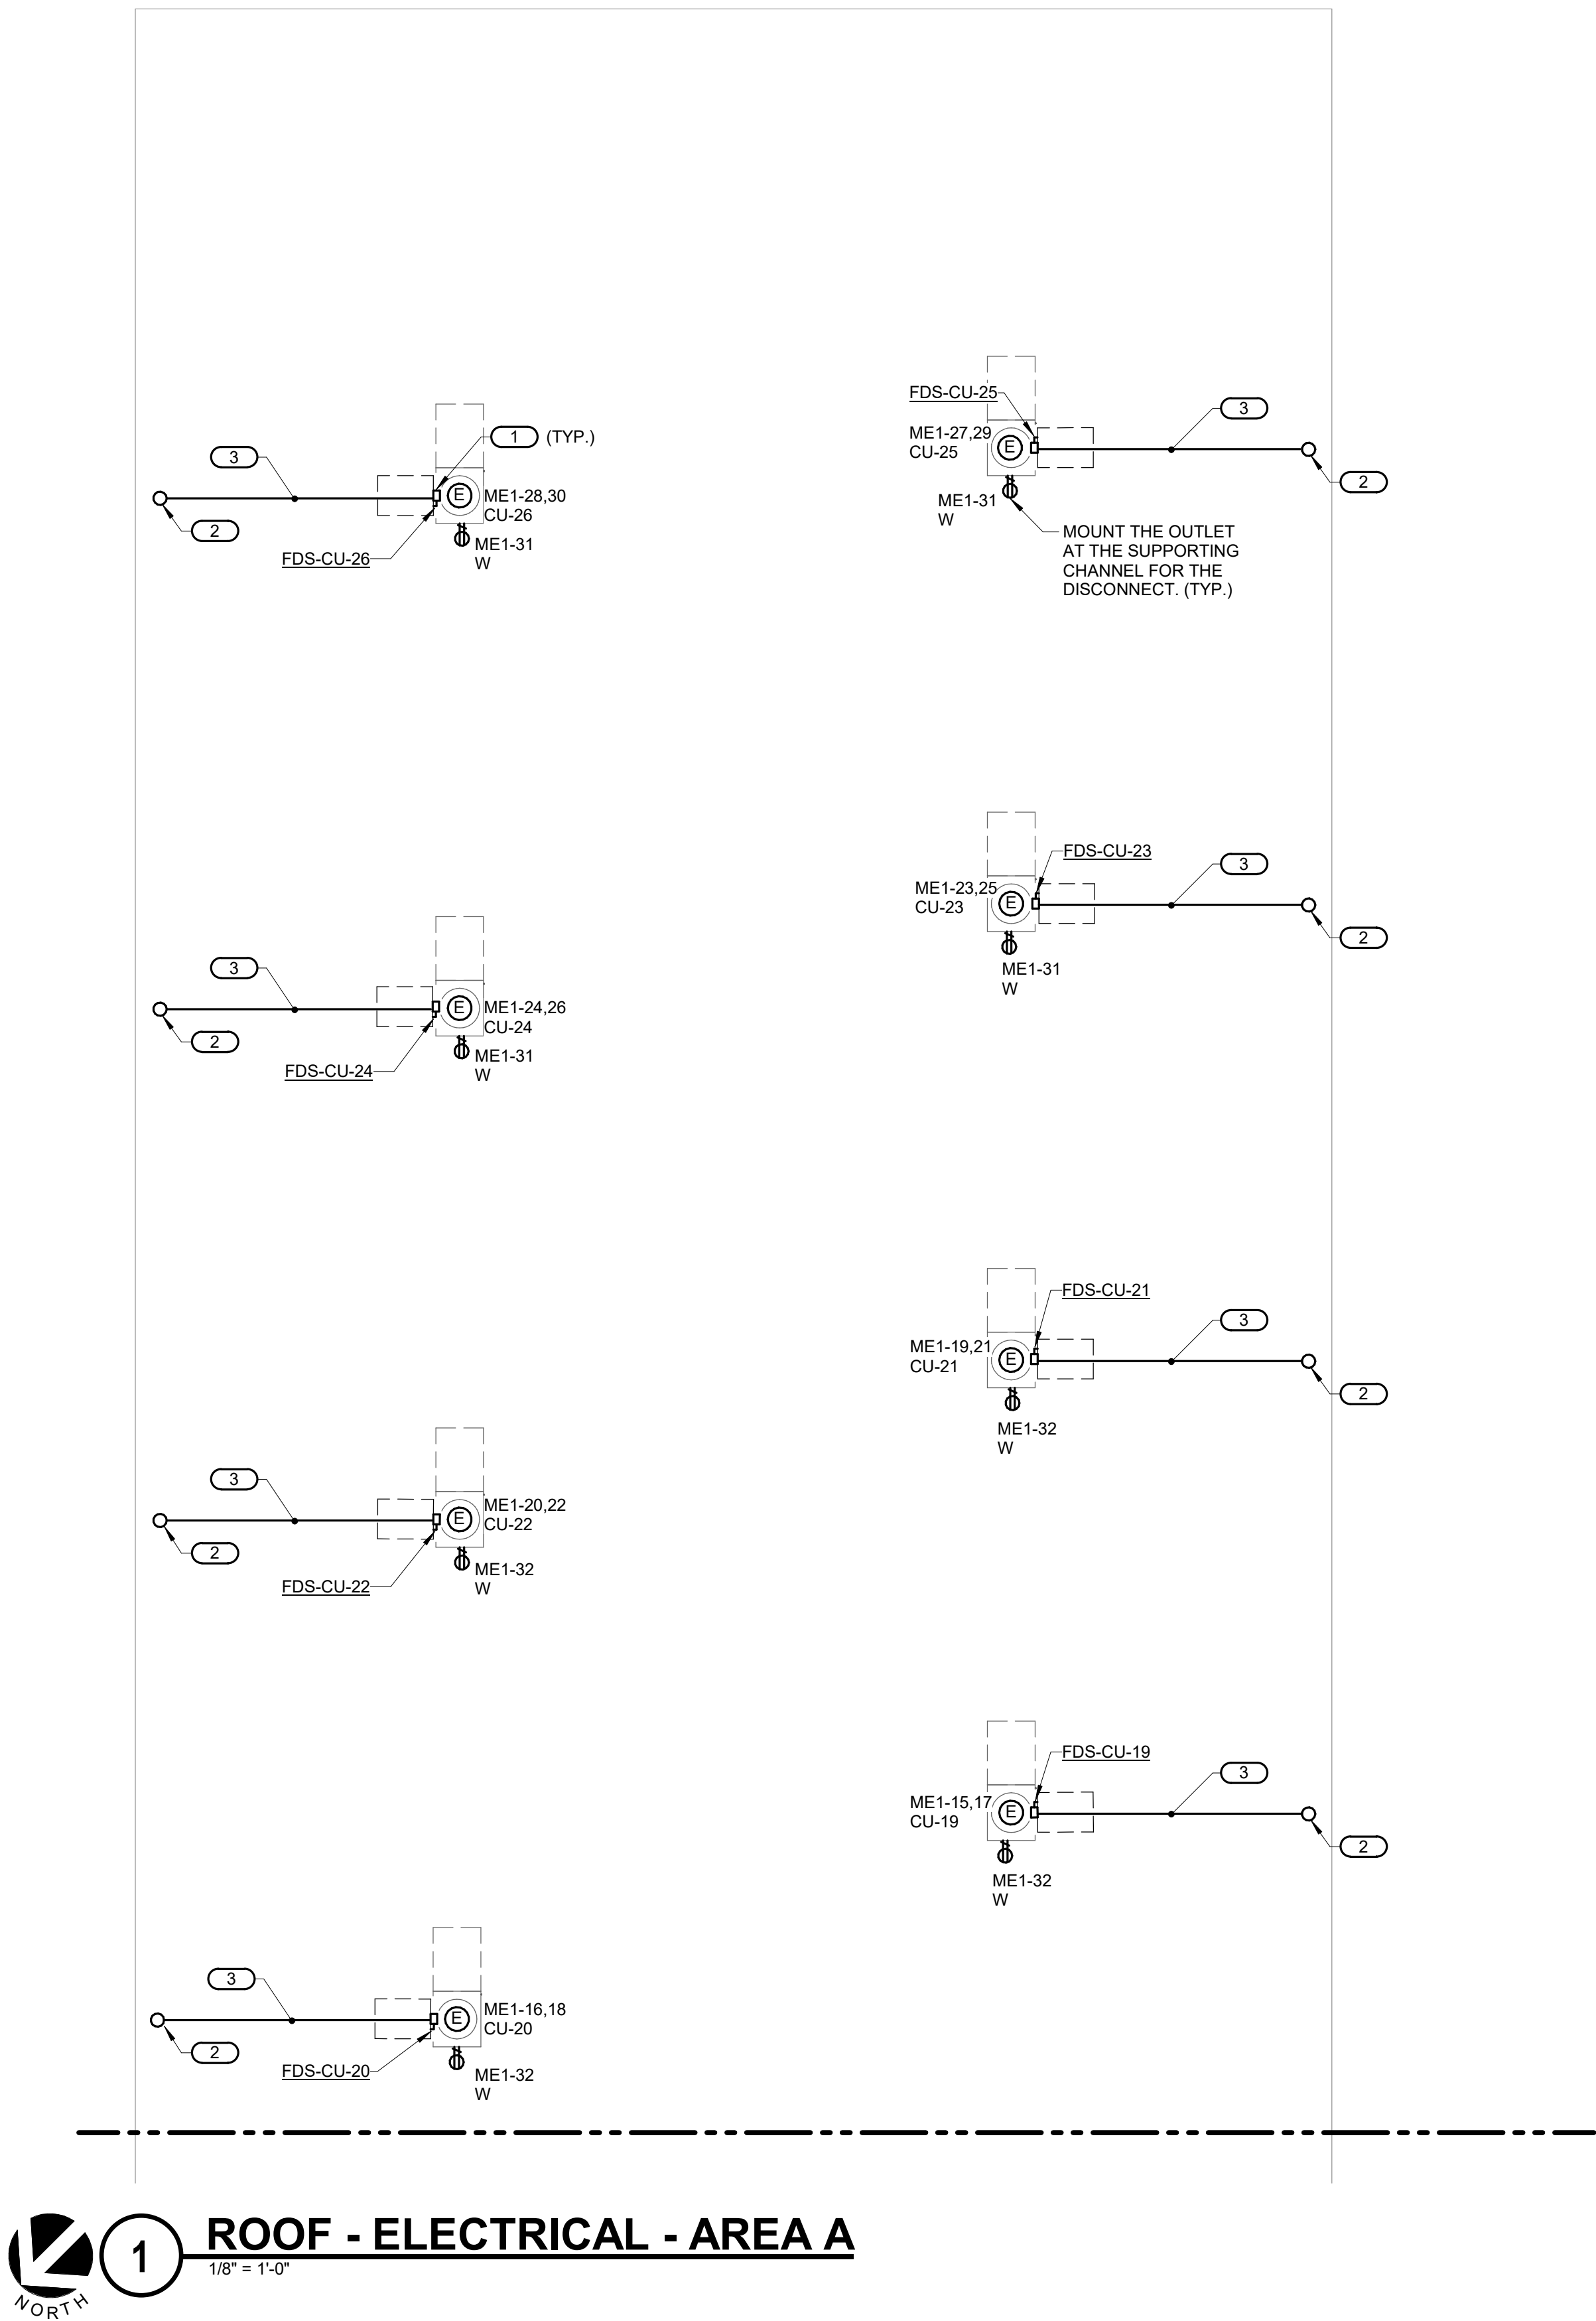 FDS-CU-25
3
ME1-27,29
CU-25
E
2
ME1-31
W
MOUNT THE OUTLET
AT THE SUPPORTING
CHANNEL FOR THE
DISCONNECT. (TYP.)
1 (TYP.)
3
E
ME1-28,30
CU-26
2
FDS-CU-26
ME1-31
W
FDS-CU-23
3
ME1-23,25
CU-23
E
2
ME1-31
W
3
E
ME1-24,26
CU-24
2
FDS-CU-24
ME1-31
W
FDS-CU-21
3
ME1-19,21
CU-21
E
2
ME1-32
W
3
E
ME1-20,22
CU-22
2
FDS-CU-22
ME1-32
W
FDS-CU-19
3
ME1-15,17
CU-19
E
2
ME1-32
W
3
E
ME1-16,18
CU-20
2
FDS-CU-20
ME1-32
W
NORTH
1
ROOF - ELECTRICAL - AREA A
1/8" = 1'-0"